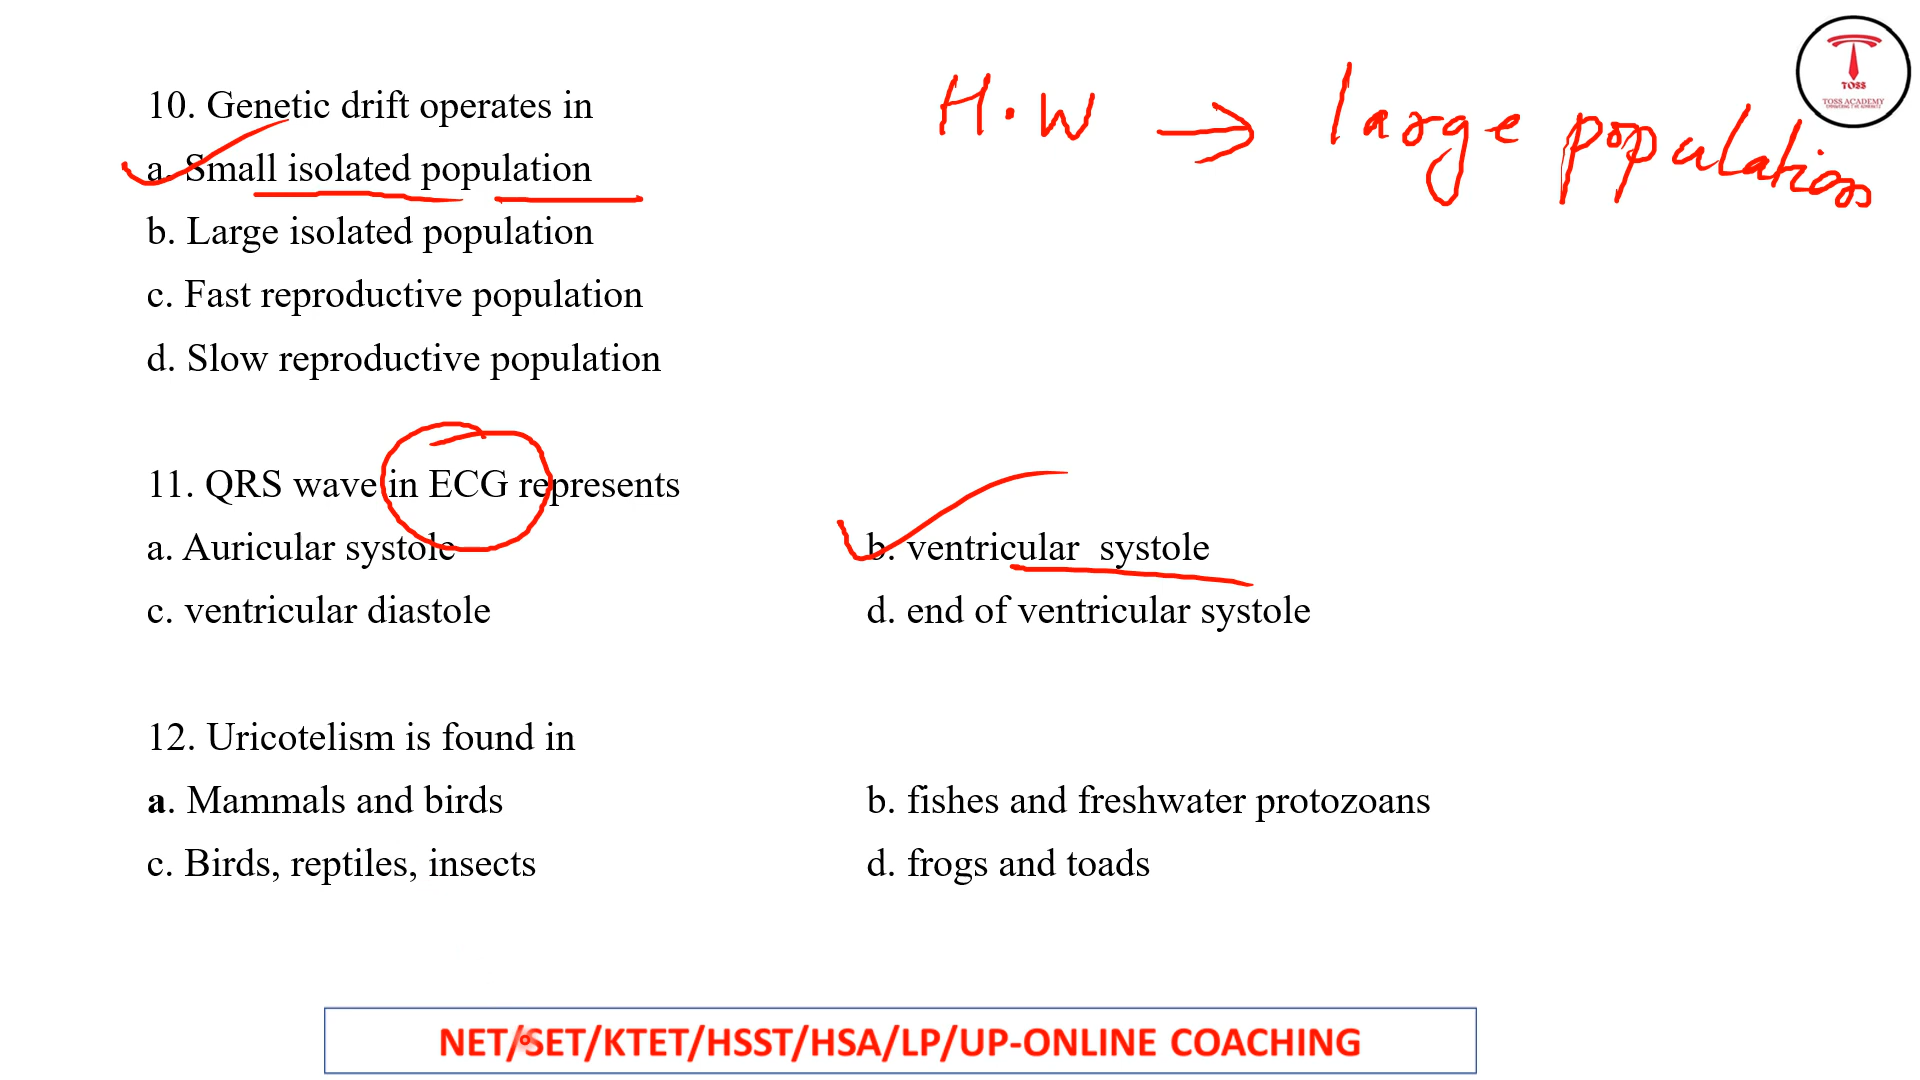 TOSS
TOSS ACADEMY
H.W → large population
10. Genetic drift operates in
a. Small isolated population
b. Large isolated population
c. Fast reproductive population
d. Slow reproductive population
11. QRS wave in ECG represents
a. Auricular systole
b. ventricular systole
c. ventricular diastole
d. end of ventricular systole
12. Uricotelism is found in
a. Mammals and birds
b. fishes and freshwater protozoans
c. Birds, reptiles, insects
d. frogs and toads
NET/SET/KTET/HSST/HSA/LP/UP-ONLINE COACHING